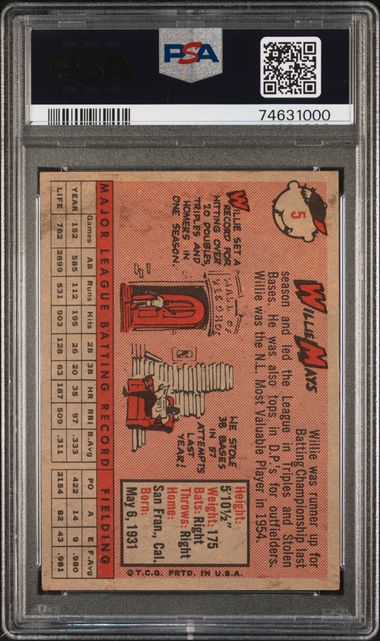 PSA
PSA
74631000
5
WILLIE MAYS
Willie was runner up for
Batting Championship last
season and led the League in Triples and Stolen
Bases. He was also tops in D.P.'s for outfielders.
Willie was the N.L. Most Valuable Player in 1954.
WILLIE SET A
RECORD FOR
HITTING OVER
20 DOUBLES,
TRIPLES AND
HOMERS IN
ONE SEASON.
HALL OF
RECORDS
HE STOLE
38 BASES
IN 97
ATTEMPTS
LAST
YEAR!
Height:
5'10½"
Weight: 175
Bats: Right
Throws: Right
Home:
San Fran., Cal.
Born:
May 6, 1931
MAJOR LEAGUE BATTING RECORD FIELDING
Games AB Runs Hits 2B 3B HR RBI B.Avg PO A E F.Avg
YEAR 152 585 112 195 26 20 35 97 .333 422 14 9 .980
LIFE 762 2899 531 903 128 63 187 509 .311 2154 82 43 .981
© T.C.G. PRTD. IN U.S.A.